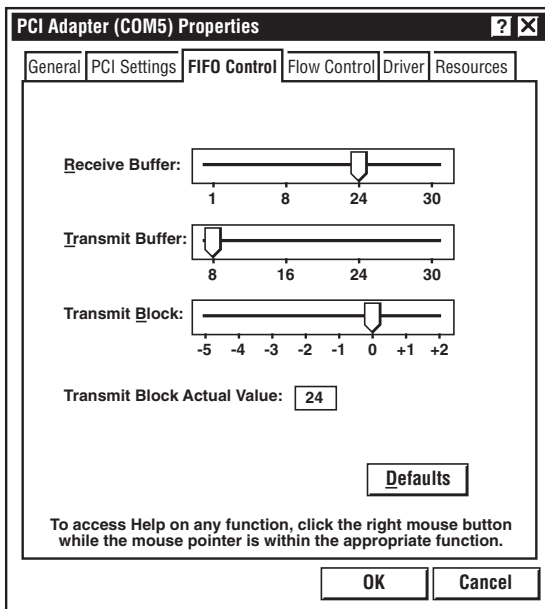 PCI Adapter (COM5) Properties ? X
General PCI Settings FIFO Control Flow Control Driver Resources
Receive Buffer:
1 8 24 30
Transmit Buffer:
8 16 24 30
Transmit Block:
-5 -4 -3 -2 -1 0 +1 +2
Transmit Block Actual Value: 24
Defaults
To access Help on any function, click the right mouse button
while the mouse pointer is within the appropriate function.
OK Cancel